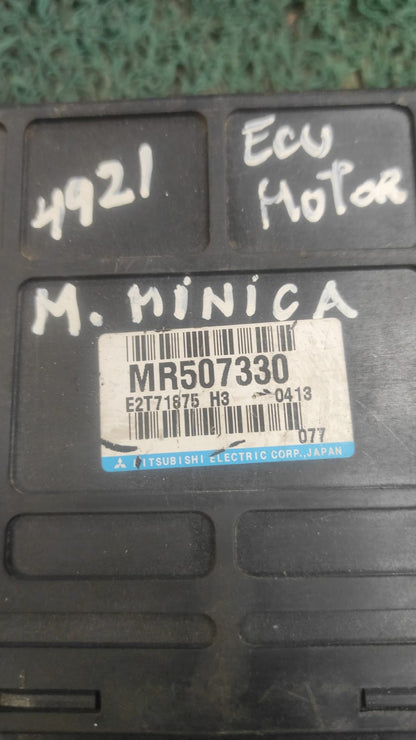 4921
ECU
MOTOR
M. MINICA
MR507330
E2T71875 H3 0413
077
MITSUBISHI ELECTRIC CORP., JAPAN